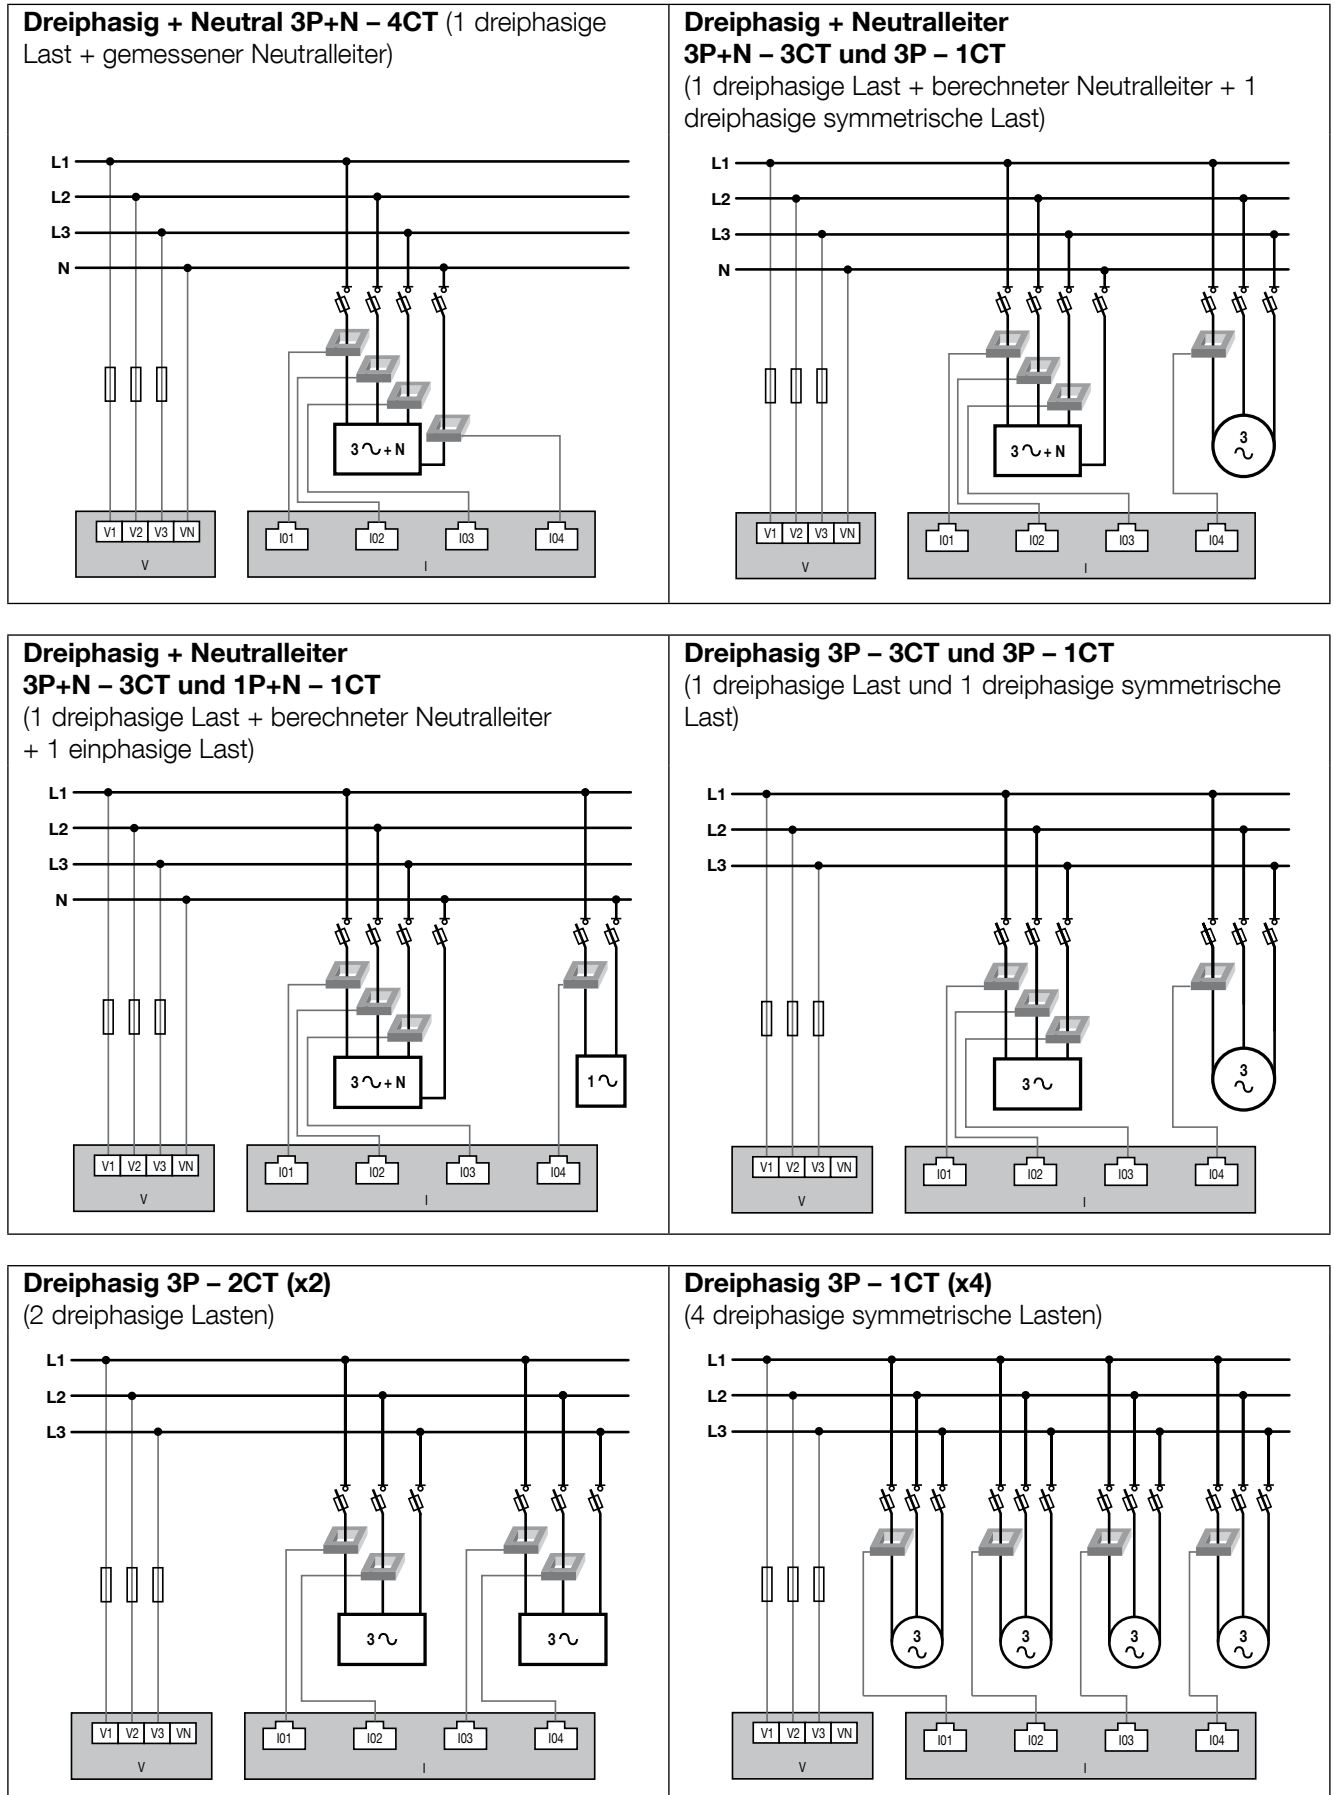 Dreiphasig + Neutral 3P+N – 4CT (1 dreiphasige
Last + gemessener Neutralleiter)
L1
L2
L3
N
3 + N
V1 V2 V3 VN
V
I01 I02 I03 I04
I
Dreiphasig + Neutralleiter
3P+N – 3CT und 3P – 1CT
(1 dreiphasige Last + berechneter Neutralleiter + 1
dreiphasige symmetrische Last)
L1
L2
L3
N
3 + N
3
V1 V2 V3 VN
V
I01 I02 I03 I04
I
Dreiphasig + Neutralleiter
3P+N – 3CT und 1P+N – 1CT
(1 dreiphasige Last + berechneter Neutralleiter
+ 1 einphasige Last)
L1
L2
L3
N
3 + N
1
V1 V2 V3 VN
V
I01 I02 I03 I04
I
Dreiphasig 3P – 3CT und 3P – 1CT
(1 dreiphasige Last und 1 dreiphasige symmetrische
Last)
L1
L2
L3
3
3
V1 V2 V3 VN
V
I01 I02 I03 I04
I
Dreiphasig 3P – 2CT (x2)
(2 dreiphasige Lasten)
L1
L2
L3
3
3
V1 V2 V3 VN
V
I01 I02 I03 I04
I
Dreiphasig 3P – 1CT (x4)
(4 dreiphasige symmetrische Lasten)
L1
L2
L3
3
3
3
3
V1 V2 V3 VN
V
I01 I02 I03 I04
I